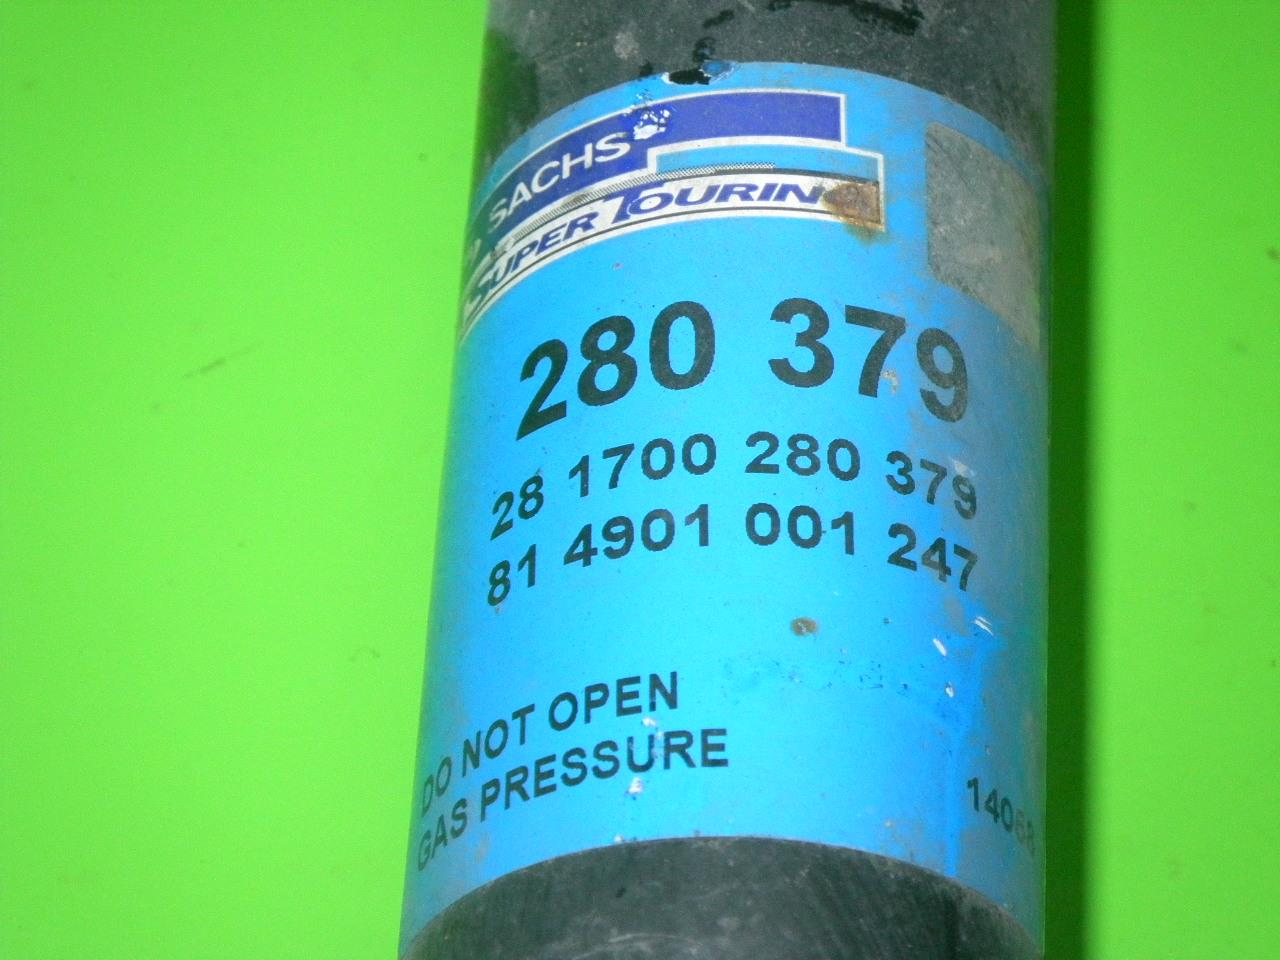 SACHS
SUPER TOURIN
280 379
28 1700 280 379
81 4901 001 247
DO NOT OPEN
GAS PRESSURE